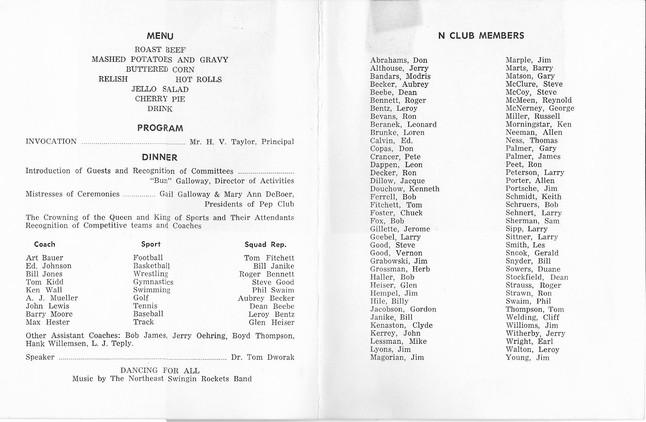 MENU
ROAST BEEF
MASHED POTATOES AND GRAVY
BUTTERED CORN
RELISH HOT ROLLS
JELLO SALAD
CHERRY PIE
DRINK
PROGRAM
INVOCATION ........ Mr. H. V. Taylor, Principal
DINNER
Introduction of Guests and Recognition of Committees ........
"Bun" Galloway, Director of Activities
Mistresses of Ceremonies ........ Gail Galloway & Mary Ann DeBoer,
Presidents of Pep Club
The Crowning of the Queen and King of Sports and Their Attendants
Recognition of Competitive teams and Coaches
Coach Sport Squad Rep.
Art Bauer Football Tom Fitchett
Ed. Johnson Basketball Bill Janike
Bill Jones Wrestling Roger Bennett
Tom Kidd Gymnastics Steve Good
Ken Wall Swimming Phil Swaim
A. J. Mueller Golf Aubrey Becker
John Lewis Tennis Dean Beebe
Barry Moore Baseball Leroy Bentz
Max Hester Track Glen Heiser
Other Assistant Coaches: Bob James, Jerry Oehring, Boyd Thompson,
Hank Willemsen, L. J. Teply.
Speaker ........ Dr. Tom Dworak
DANCING FOR ALL
Music by The Northeast Swingin Rockets Band
N CLUB MEMBERS
Abrahams, Don
Althouse, Jerry
Bandars, Modris
Becker, Aubrey
Beebe, Dean
Bennett, Roger
Bentz, Leroy
Bevans, Ron
Beranek, Leonard
Brunke, Loren
Calvin, Ed.
Copas, Don
Crancer, Pete
Dappen, Leon
Decker, Ron
Dillow, Jacque
Douchow, Kenneth
Ferrell, Bob
Fitchett, Tom
Foster, Chuck
Fox, Bob
Gillette, Jerome
Goebel, Larry
Good, Steve
Good, Vernon
Grabowski, Jim
Grossman, Herb
Haller, Bob
Heiser, Glen
Hempel, Jim
Hile, Billy
Jacobson, Gordon
Janike, Bill
Kenaston, Clyde
Kerrey, John
Lessman, Mike
Lyons, Jim
Magorian, Jim
Marple, Jim
Marts, Barry
Matson, Gary
McClure, Steve
McCoy, Steve
McMeen, Reynold
McNerney, George
Miller, Russell
Morningstar, Ken
Neeman, Allen
Ness, Thomas
Palmer, Gary
Palmer, James
Peet, Ron
Peterson, Larry
Porter, Allen
Portsche, Jim
Schmidt, Keith
Schruers, Bob
Sehnert, Larry
Sherman, Sam
Sipp, Larry
Sittner, Larry
Smith, Les
Snook, Gerald
Snyder, Bill
Sowers, Duane
Stockfield, Dean
Strauss, Roger
Strawn, Ron
Swaim, Phil
Thompson, Tom
Welding, Cliff
Willioms, Jim
Witherby, Jerry
Wright, Earl
Walton, Leroy
Young, Jim